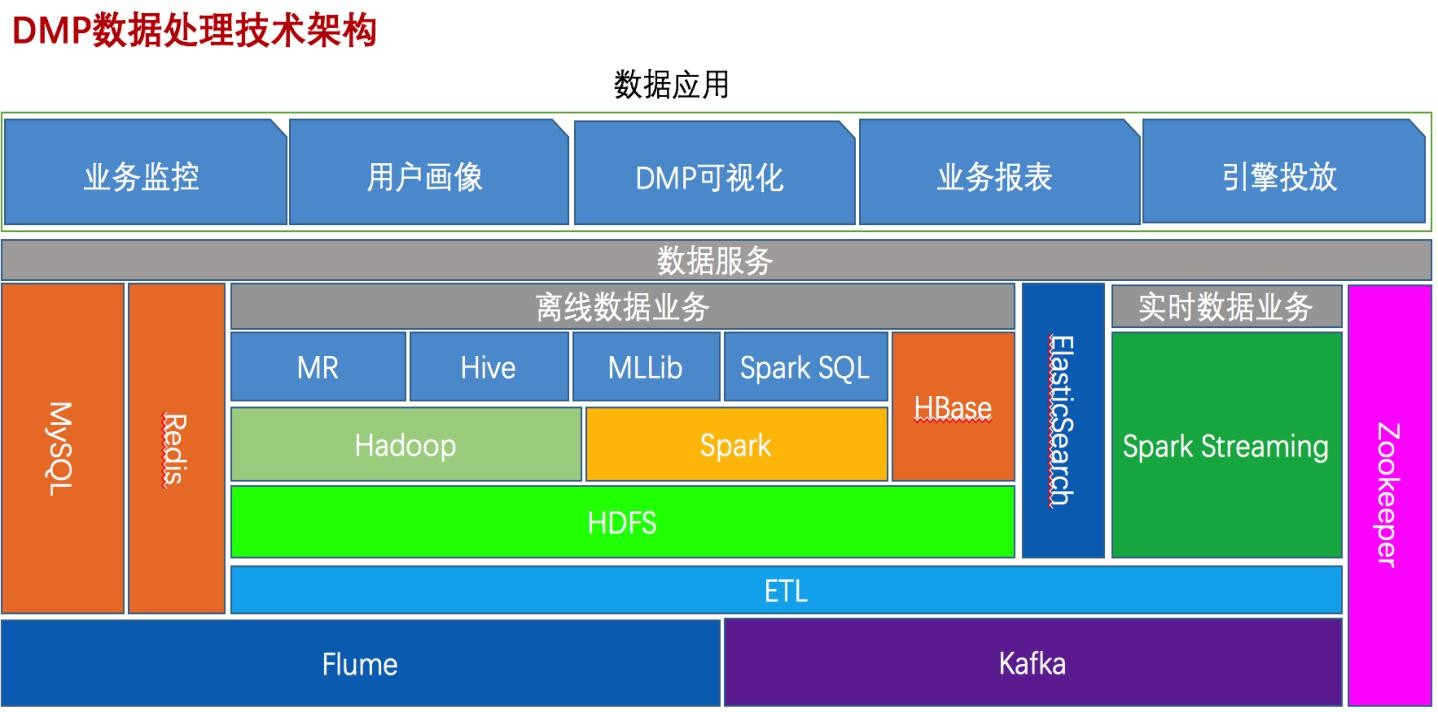 DMP数据处理技术架构
数据应用
业务监控
用户画像
DMP可视化
业务报表
引擎投放
数据服务
MySQL
Redis
离线数据业务
MR
Hive
MLLib
Spark SQL
HBase
Hadoop
Spark
HDFS
ElasticSearch
实时数据业务
Spark Streaming
Zookeeper
ETL
Flume
Kafka